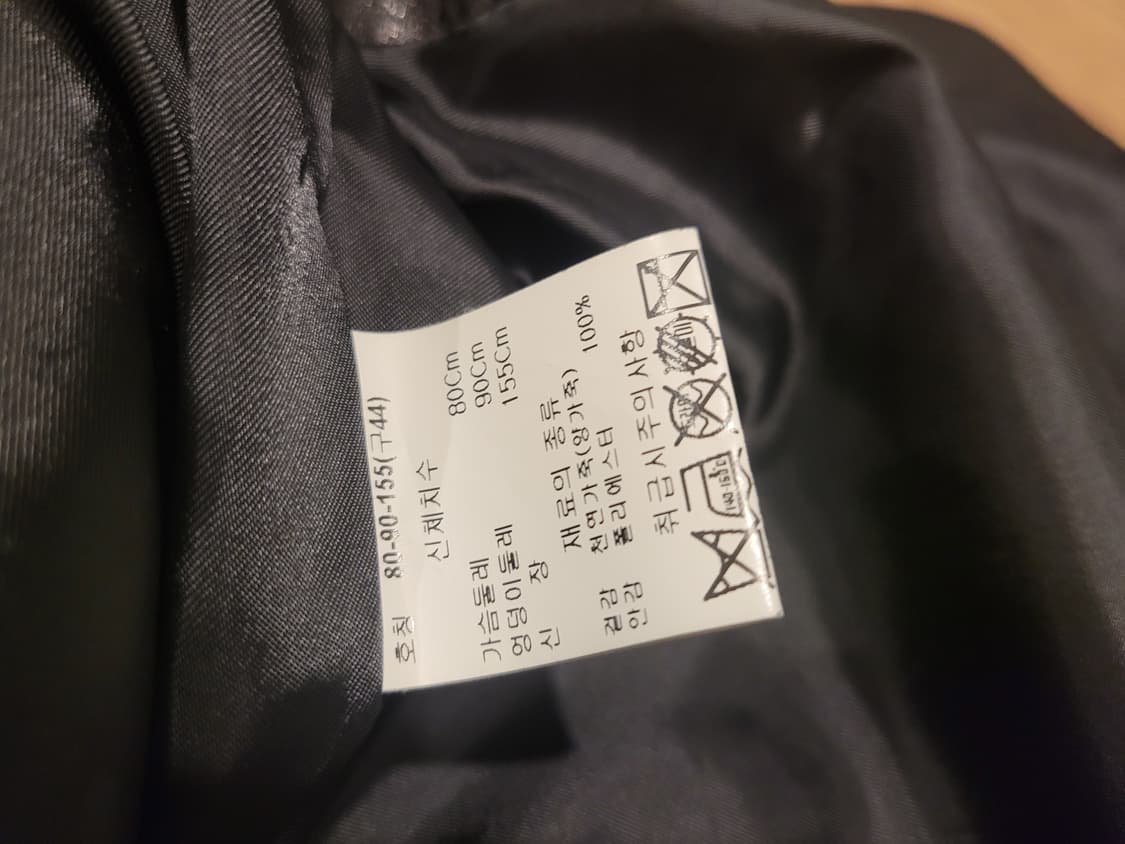 호칭 80-90-155(구44)
신체치수
가슴둘레 80Cm
엉덩이둘레 90Cm
신 장 155Cm
재료의 종류
겉감 천연가죽(양가죽) 100%
안감 폴리에스터
취급시주의사항